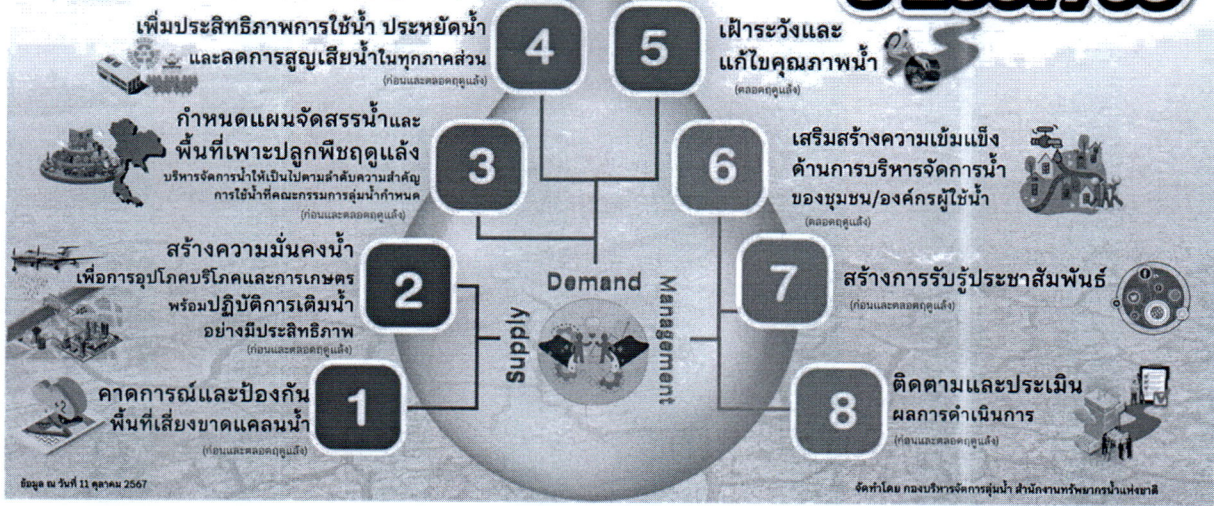 เพิ่มประสิทธิภาพการใช้น้ำ ประหยัดน้ำ
และลดการสูญเสียน้ำในทุกภาคส่วน
(ก่อนและตลอดฤดูแล้ง)
4
5
เฝ้าระวังและ
แก้ไขคุณภาพน้ำ
(ตลอดฤดูแล้ง)
กำหนดแผนจัดสรรน้ำและ
พื้นที่เพาะปลูกพืชฤดูแล้ง
บริหารจัดการน้ำให้เป็นไปตามลำดับความสำคัญ
การใช้น้ำที่คณะกรรมการลุ่มน้ำกำหนด
(ก่อนและตลอดฤดูแล้ง)
3
6
เสริมสร้างความเข้มแข็ง
ด้านการบริหารจัดการน้ำ
ของชุมชน/องค์กรผู้ใช้น้ำ
(ตลอดฤดูแล้ง)
สร้างความมั่นคงน้ำ
เพื่อการอุปโภคบริโภคและการเกษตร
พร้อมปฏิบัติการเติมน้ำ
อย่างมีประสิทธิภาพ
(ก่อนและตลอดฤดูแล้ง)
2
Supply
Demand
Management
7
สร้างการรับรู้ประชาสัมพันธ์
(ก่อนและตลอดฤดูแล้ง)
คาดการณ์และป้องกัน
พื้นที่เสี่ยงขาดแคลนน้ำ
(ก่อนและตลอดฤดูแล้ง)
1
8
ติดตามและประเมิน
ผลการดำเนินการ
(ก่อนและตลอดฤดูแล้ง)
ข้อมูล ณ วันที่ 11 ตุลาคม 2567
จัดทำโดย กองบริหารจัดการลุ่มน้ำ สำนักงานทรัพยากรน้ำแห่งชาติ